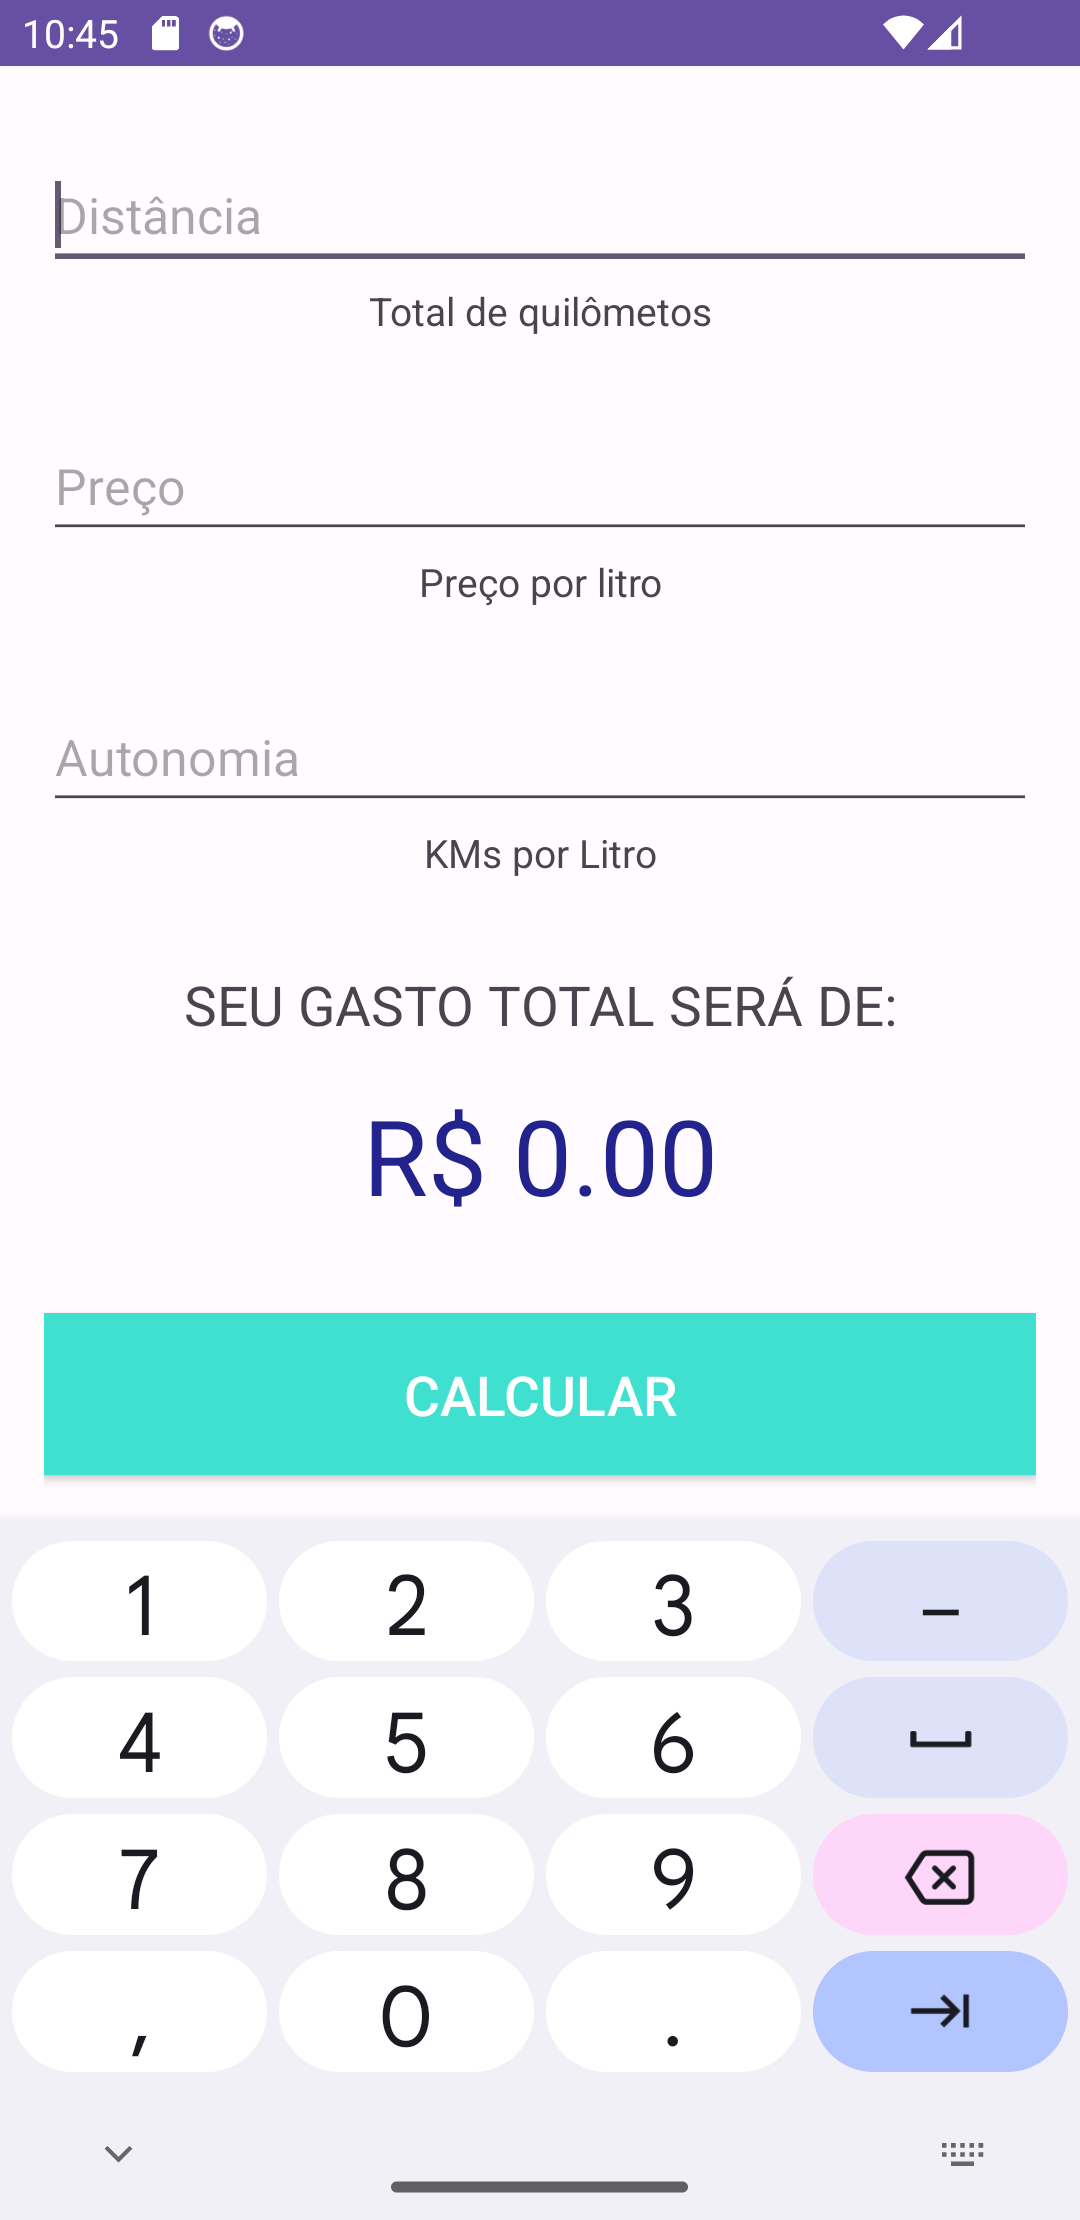 10:45
Distância
Total de quilômetos
Preço
Preço por litro
Autonomia
KMs por Litro
SEU GASTO TOTAL SERÁ DE:
R$ 0.00
CALCULAR
1 2 3 –
4 5 6
7 8 9
, 0 .